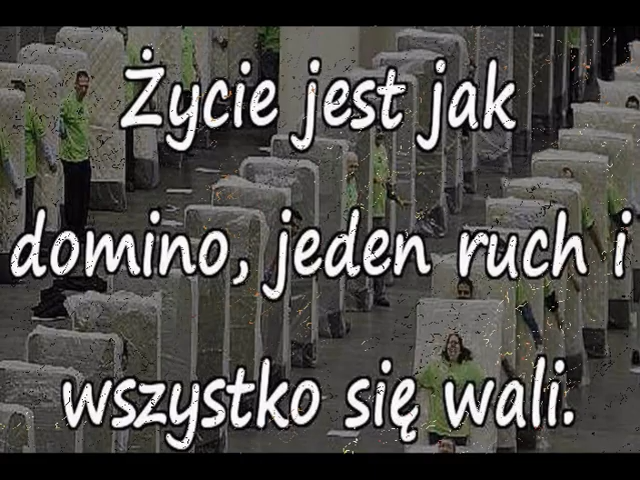 Życie jest jak
domino, jeden ruch i
wszystko się wali.